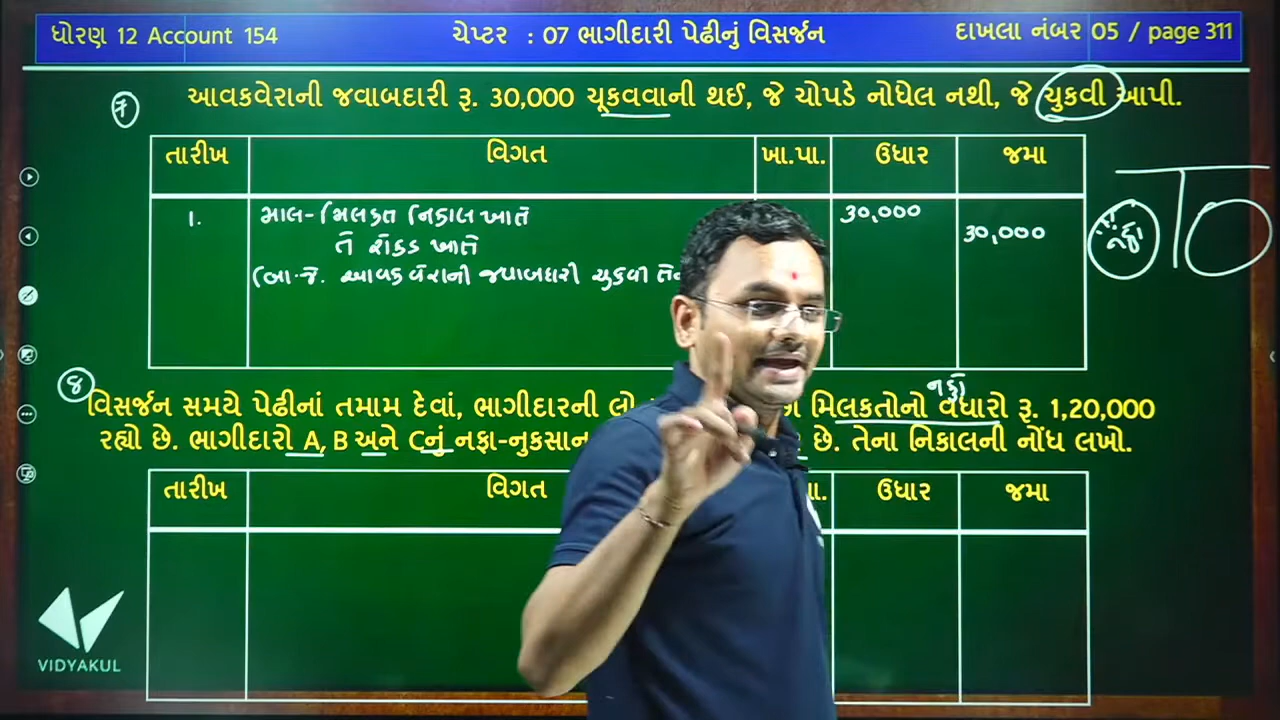 ધોરણ 12 Account 154 ચેપ્ટર : 07 ભાગીદારી પેઢીનું વિસર્જન દાખલા નંબર 05 / page 311
૭ આવકવેરાની જવાબદારી રૂ. 30,000 ચૂકવવાની થઈ, જે ચોપડે નોધેલ નથી, જે ચુકવી આપી.
તારીખ વિગત ખા.પા. ઉધાર જમા
1. માલ-મિલકત નિકાલ ખાતે 30,000
તે રોકડ ખાતે 30,000
(બા.જે. આવક વેરાની જવાબદારી ચુકવી
૮ વિસર્જન સમયે પેઢીનાં તમામ દેવાં, ભાગીદારની મિલકતોનો વધારો રૂ. 1,20,000
નફો
રહ્યો છે. ભાગીદારો A, B અને Cનું નફા-નુકસાન છે. તેના નિકાલની નોંધ લખો.
તારીખ વિગત ઉધાર જમા
VIDYAKUL